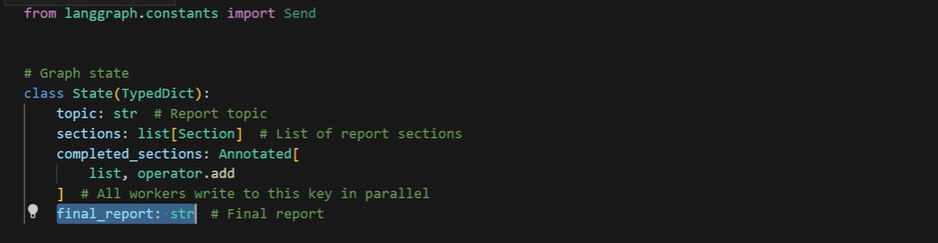 from langgraph.constants import Send
# Graph state
class State(TypedDict):
    topic: str  # Report topic
    sections: list[Section]  # List of report sections
    completed_sections: Annotated[
        list, operator.add
    ]  # All workers write to this key in parallel
    final_report: str  # Final report